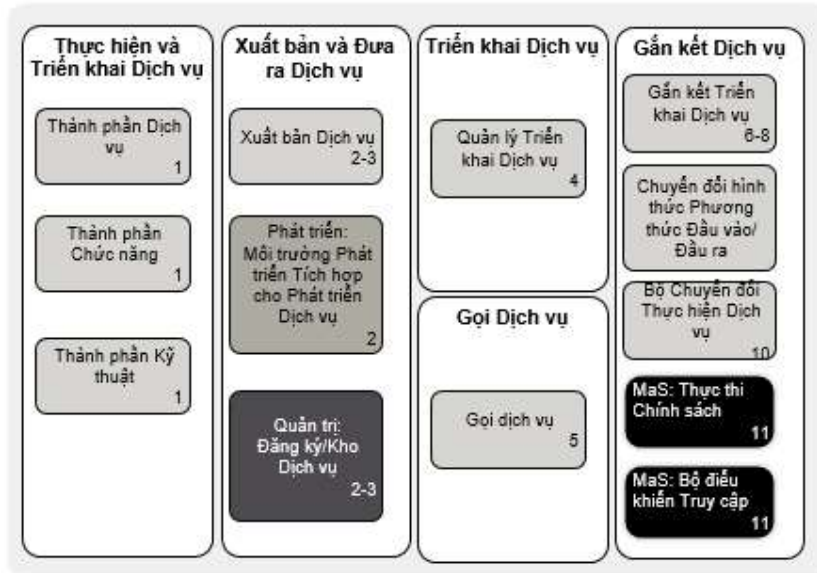 Thực hiện và
Triển khai Dịch vụ
Thành phần Dịch
vụ
1
Thành phần
Chức năng
1
Thành phần Kỹ
thuật
1
Xuất bản và Đưa
ra Dịch vụ
Xuất bản Dịch vụ
2-3
Phát triển:
Môi trường Phát
triển Tích hợp
cho Phát triển
Dịch vụ
2
Quản trị:
Đăng ký/Kho
Dịch vụ
2-3
Triển khai Dịch vụ
Quản lý Triển
khai Dịch vụ
4
Gọi Dịch vụ
Gọi dịch vụ
5
Gắn kết Dịch vụ
Gắn kết Triển
khai Dịch vụ
6-8
Chuyển đổi hình
thức Phương
thức Đầu vào/
Đầu ra
Bộ Chuyển đổi
Thực hiện Dịch
vụ
10
MaS: Thực thi
Chính sách
11
MaS: Bộ điều
khiển Truy cập
11